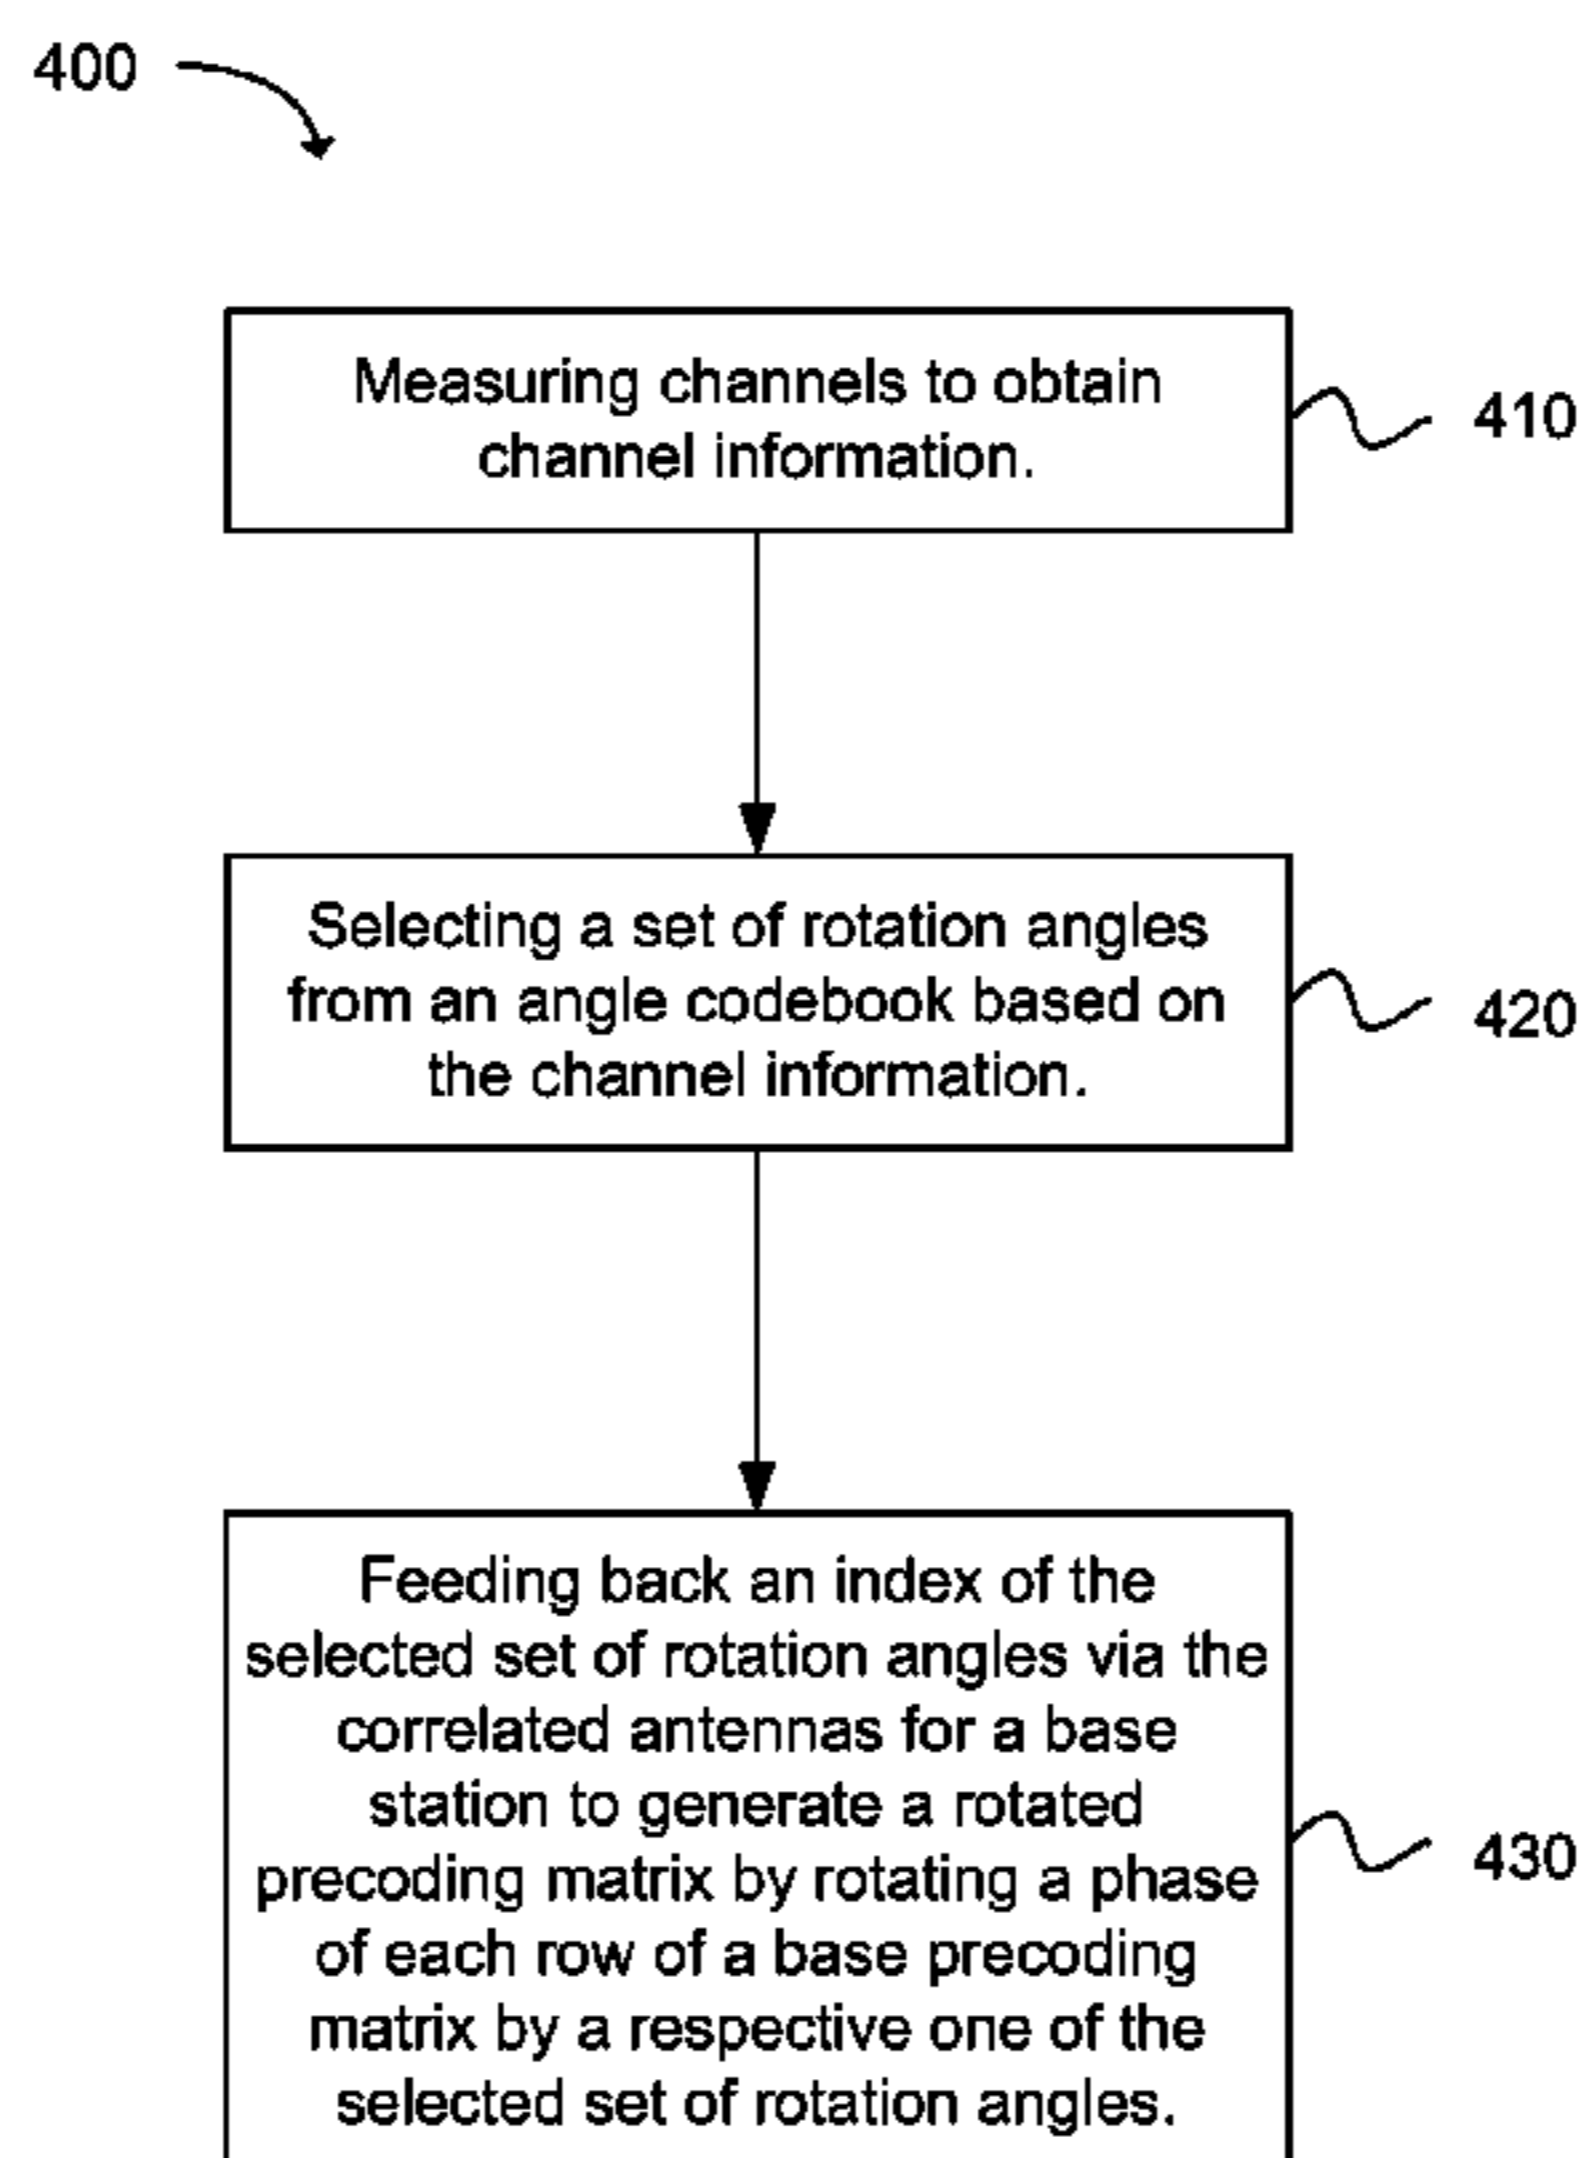 400
Measuring channels to obtain
channel information.
410
Selecting a set of rotation angles
from an angle codebook based on
the channel information.
420
Feeding back an index of the
selected set of rotation angles via the
correlated antennas for a base
station to generate a rotated
precoding matrix by rotating a phase
of each row of a base precoding
matrix by a respective one of the
selected set of rotation angles.
430